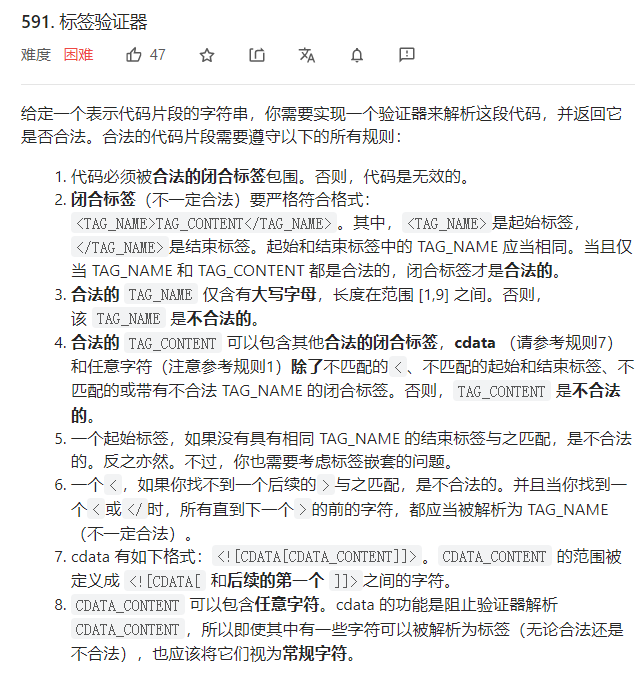 591. 标签验证器
难度 困难 47
给定一个表示代码片段的字符串，你需要实现一个验证器来解析这段代码，并返回它
是否合法。合法的代码片段需要遵守以下的所有规则：
1. 代码必须被合法的闭合标签包围。否则，代码是无效的。
2. 闭合标签（不一定合法）要严格符合格式：
<TAG_NAME>TAG_CONTENT</TAG_NAME>。其中，<TAG_NAME>是起始标签，
</TAG_NAME>是结束标签。起始和结束标签中的 TAG_NAME 应当相同。当且仅
当 TAG_NAME 和 TAG_CONTENT 都是合法的，闭合标签才是合法的。
3. 合法的 TAG_NAME 仅含有大写字母，长度在范围 [1,9] 之间。否则，
该 TAG_NAME 是不合法的。
4. 合法的 TAG_CONTENT 可以包含其他合法的闭合标签，cdata （请参考规则7）
和任意字符（注意参考规则1）除了不匹配的<、不匹配的起始和结束标签、不
匹配的或带有不合法 TAG_NAME 的闭合标签。否则，TAG_CONTENT 是不合法
的。
5. 一个起始标签，如果没有具有相同 TAG_NAME 的结束标签与之匹配，是不合法
的。反之亦然。不过，你也需要考虑标签嵌套的问题。
6. 一个<，如果你找不到一个后续的>与之匹配，是不合法的。并且当你找到一
个<或</时，所有直到下一个>的前的字符，都应当被解析为 TAG_NAME
（不一定合法）。
7. cdata 有如下格式：<![CDATA[CDATA_CONTENT]]>。CDATA_CONTENT 的范围被
定义成 <![CDATA[ 和后续的第一个 ]]>之间的字符。
8. CDATA_CONTENT 可以包含任意字符。cdata 的功能是阻止验证器解析
CDATA_CONTENT，所以即使其中有一些字符可以被解析为标签（无论合法还是
不合法），也应该将它们视为常规字符。